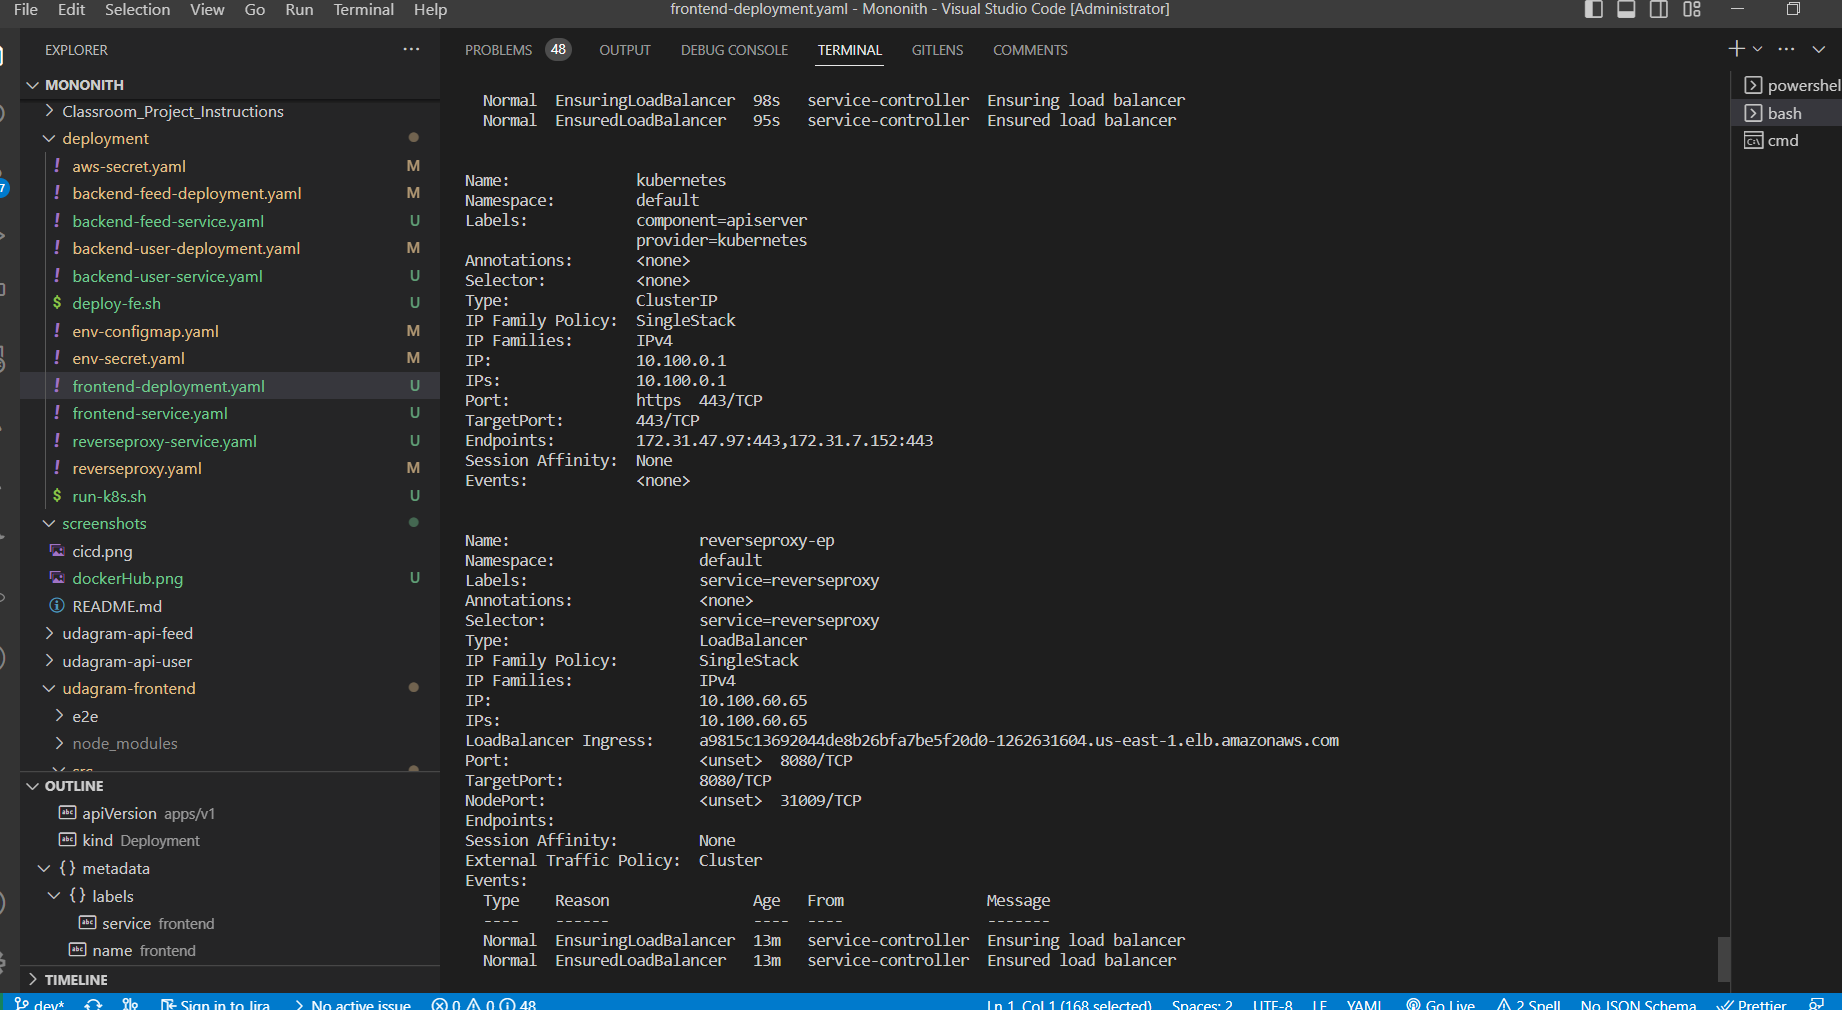 File Edit Selection View Go Run Terminal Help
frontend-deployment.yaml - Mononith - Visual Studio Code [Administrator]
EXPLORER
MONONITH
Classroom_Project_Instructions
deployment
! aws-secret.yaml M
! backend-feed-deployment.yaml M
! backend-feed-service.yaml U
! backend-user-deployment.yaml M
! backend-user-service.yaml U
$ deploy-fe.sh U
! env-configmap.yaml M
! env-secret.yaml M
! frontend-deployment.yaml U
! frontend-service.yaml U
! reverseproxy-service.yaml U
! reverseproxy.yaml M
$ run-k8s.sh U
screenshots
cicd.png
dockerHub.png U
README.md
udagram-api-feed
udagram-api-user
udagram-frontend
e2e
node_modules
src
OUTLINE
abc apiVersion apps/v1
abc kind Deployment
{} metadata
{} labels
abc service frontend
abc name frontend
TIMELINE
PROBLEMS 48 OUTPUT DEBUG CONSOLE TERMINAL GITLENS COMMENTS
Normal EnsuringLoadBalancer 98s service-controller Ensuring load balancer
Normal EnsuredLoadBalancer 95s service-controller Ensured load balancer
Name: kubernetes
Namespace: default
Labels: component=apiserver
provider=kubernetes
Annotations: <none>
Selector: <none>
Type: ClusterIP
IP Family Policy: SingleStack
IP Families: IPv4
IP: 10.100.0.1
IPs: 10.100.0.1
Port: https 443/TCP
TargetPort: 443/TCP
Endpoints: 172.31.47.97:443,172.31.7.152:443
Session Affinity: None
Events: <none>
Name: reverseproxy-ep
Namespace: default
Labels: service=reverseproxy
Annotations: <none>
Selector: service=reverseproxy
Type: LoadBalancer
IP Family Policy: SingleStack
IP Families: IPv4
IP: 10.100.60.65
IPs: 10.100.60.65
LoadBalancer Ingress: a9815c13692044de8b26bfa7be5f20d0-1262631604.us-east-1.elb.amazonaws.com
Port: <unset> 8080/TCP
TargetPort: 8080/TCP
NodePort: <unset> 31009/TCP
Endpoints:
Session Affinity: None
External Traffic Policy: Cluster
Events:
Type Reason Age From Message
---- ------ ---- ---- -------
Normal EnsuringLoadBalancer 13m service-controller Ensuring load balancer
Normal EnsuredLoadBalancer 13m service-controller Ensured load balancer
powershel
bash
cmd
dev* Sign in to Jira No active issue 0 0 48 Ln 1, Col 1 (168 selected) Spaces: 2 UTF-8 LF YAML Go Live 2 Spell No JSON Schema Prettier